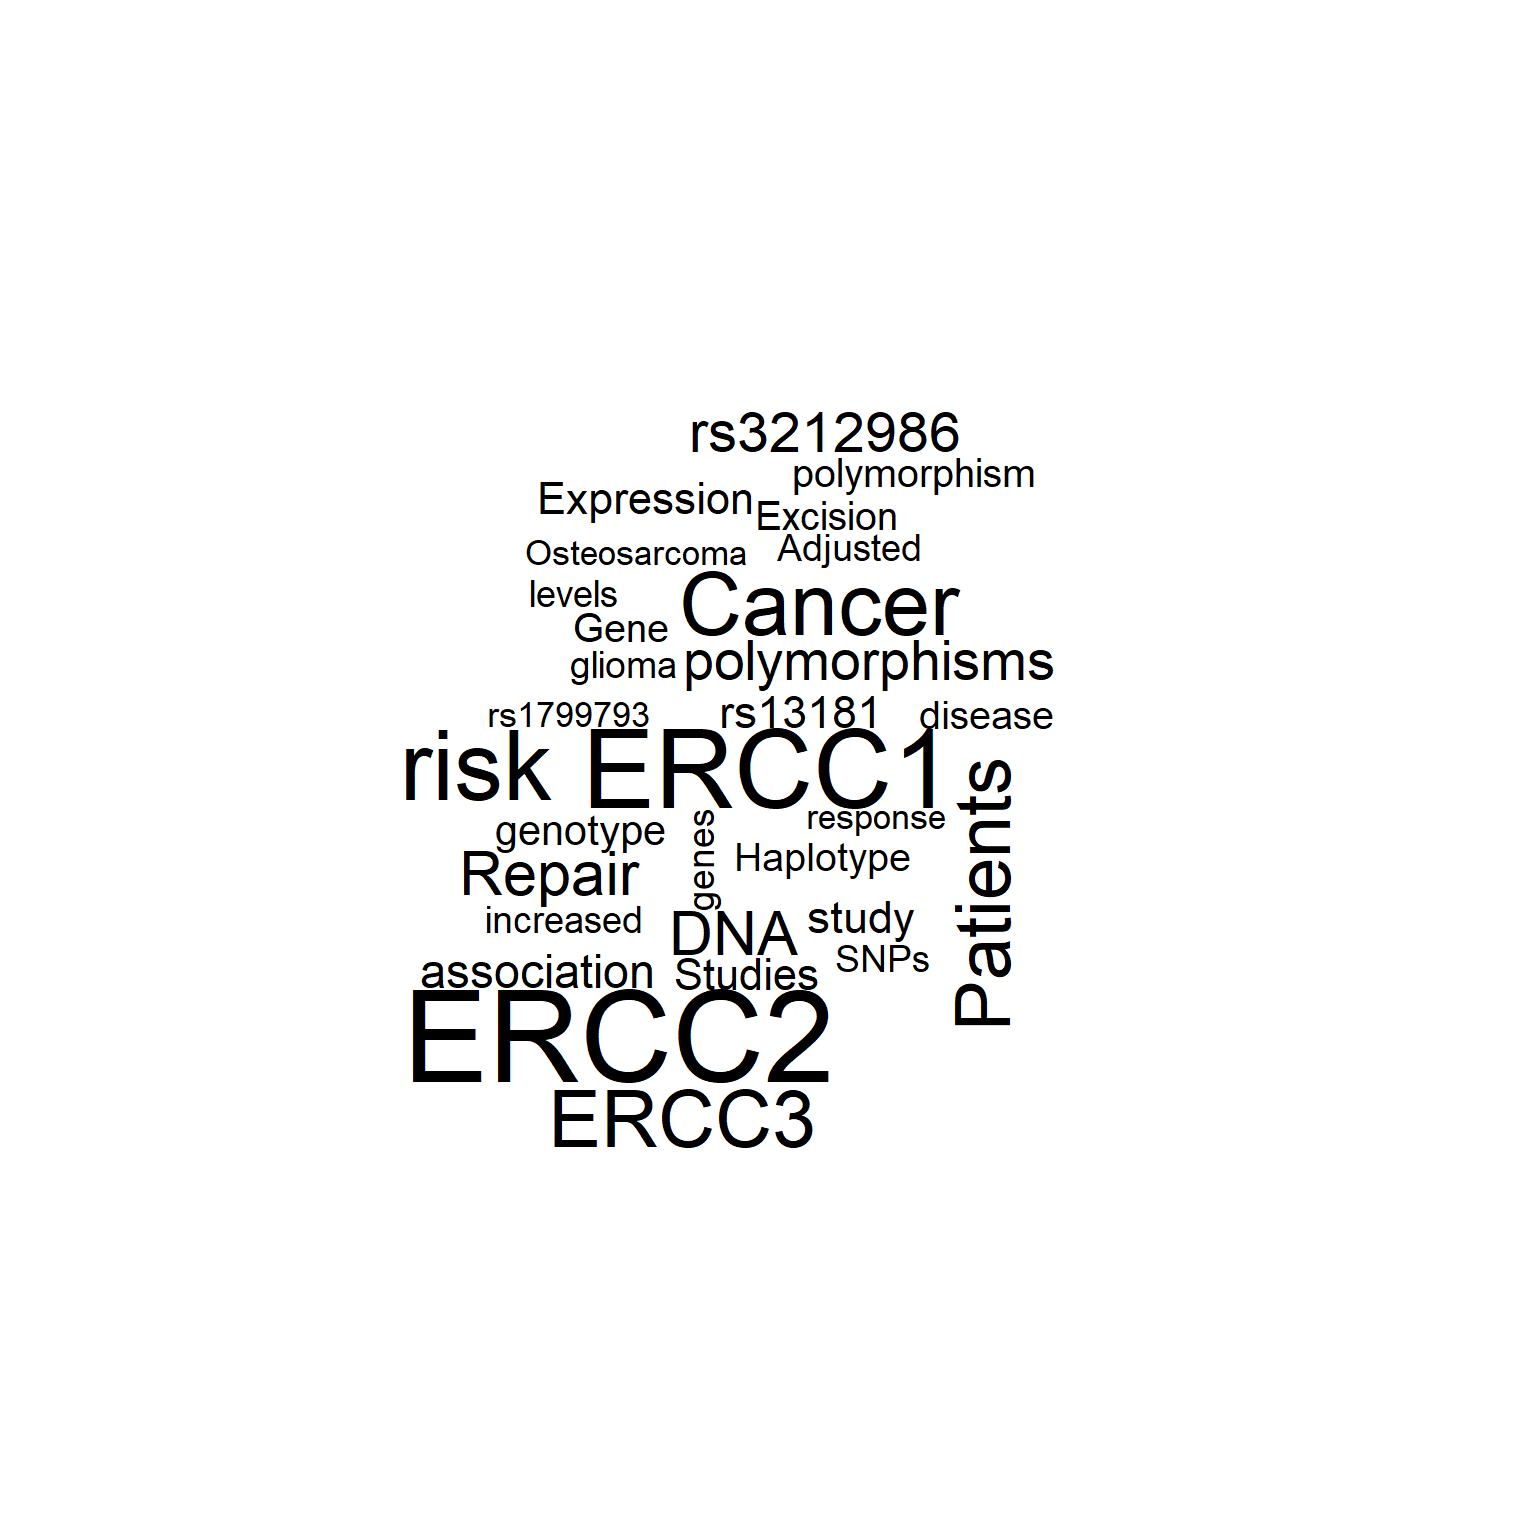 rs3212986
polymorphism
Expression
Excision
Adjusted
Osteosarcoma
levels
Cancer
Gene
glioma
polymorphisms
rs1799793
rs13181
disease
risk
ERCC1
Patients
genotype
genes
response
Repair
Haplotype
increased
DNA
study
SNPs
association
Studies
ERCC2
ERCC3